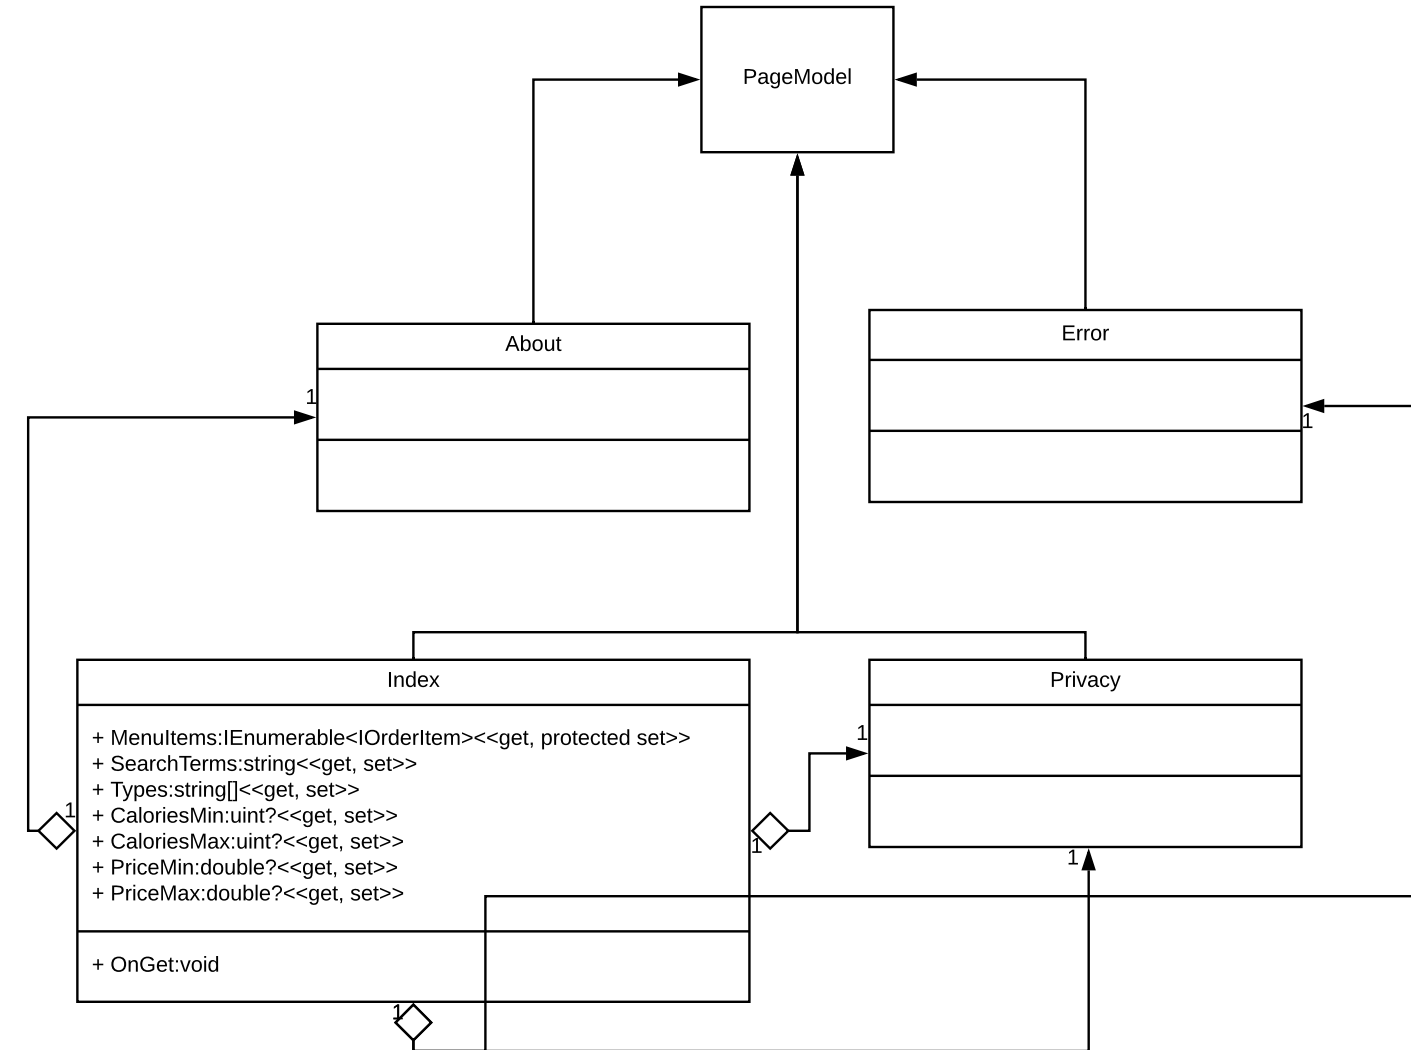 PageModel
About
Error
1
1
Index
Privacy
+ MenuItems:IEnumerable<IOrderItem><<get, protected set>>
+ SearchTerms:string<<get, set>>
+ Types:string[]<<get, set>>
+ CaloriesMin:uint?<<get, set>>
+ CaloriesMax:uint?<<get, set>>
+ PriceMin:double?<<get, set>>
+ PriceMax:double?<<get, set>>
1
1
1
1
+ OnGet:void
1